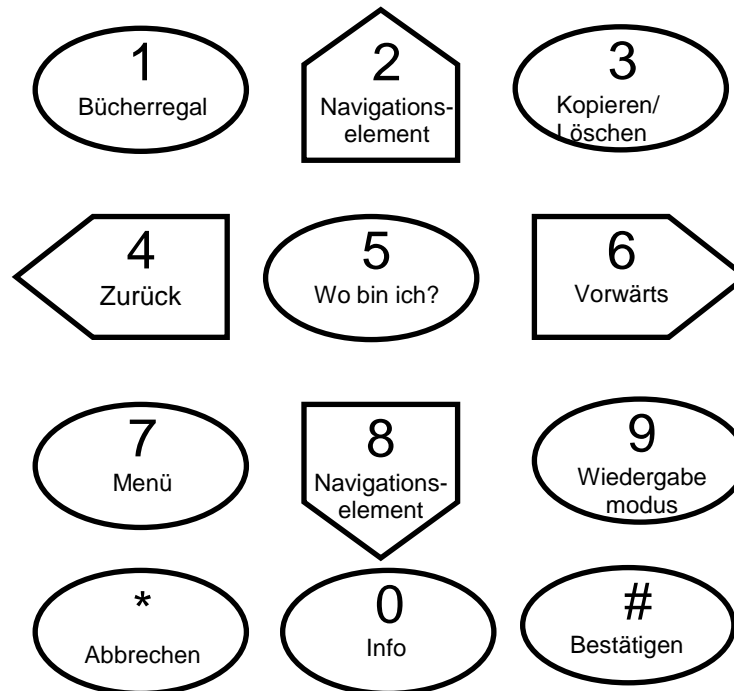 1
Bücherregal
2
Navigations-
element
3
Kopieren/
Löschen
4
Zurück
5
Wo bin ich?
6
Vorwärts
7
Menü
8
Navigations-
element
9
Wiedergabe
modus
*
Abbrechen
0
Info
#
Bestätigen